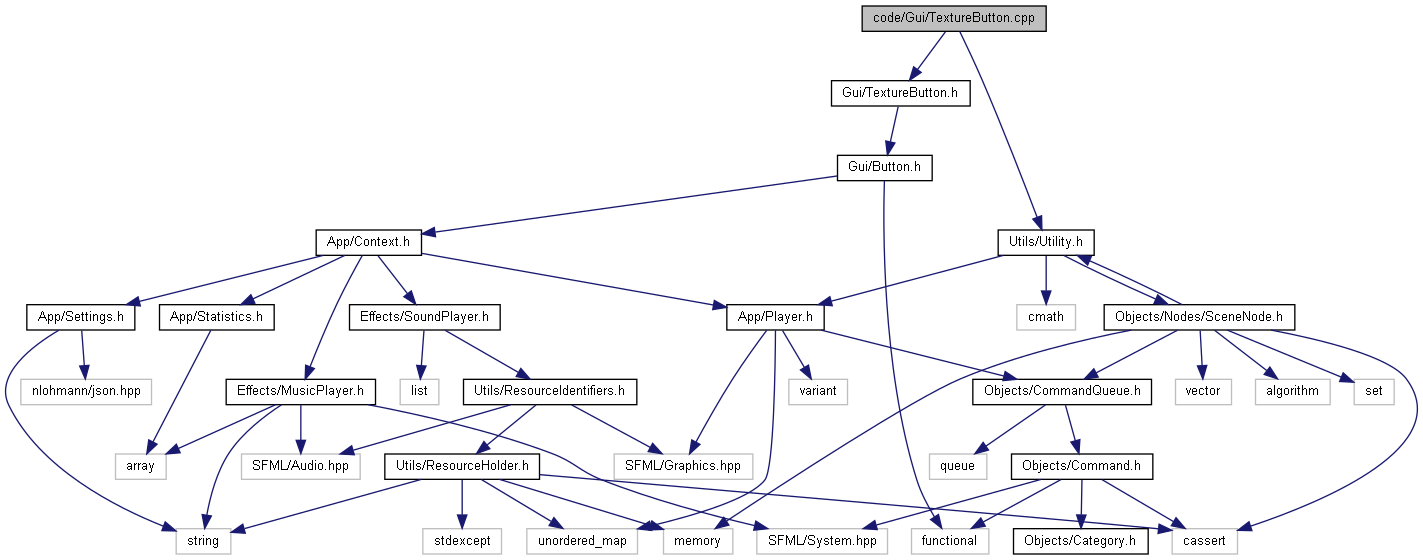 code/Gui/TextureButton.cpp
Gui/TextureButton.h
Gui/Button.h
App/Context.h
Utils/Utility.h
App/Settings.h
App/Statistics.h
Effects/SoundPlayer.h
App/Player.h
cmath
Objects/Nodes/SceneNode.h
nlohmann/json.hpp
Effects/MusicPlayer.h
list
Utils/ResourceIdentifiers.h
variant
Objects/CommandQueue.h
vector
algorithm
set
array
SFML/Audio.hpp
Utils/ResourceHolder.h
SFML/Graphics.hpp
queue
Objects/Command.h
string
stdexcept
unordered_map
memory
SFML/System.hpp
functional
Objects/Category.h
cassert